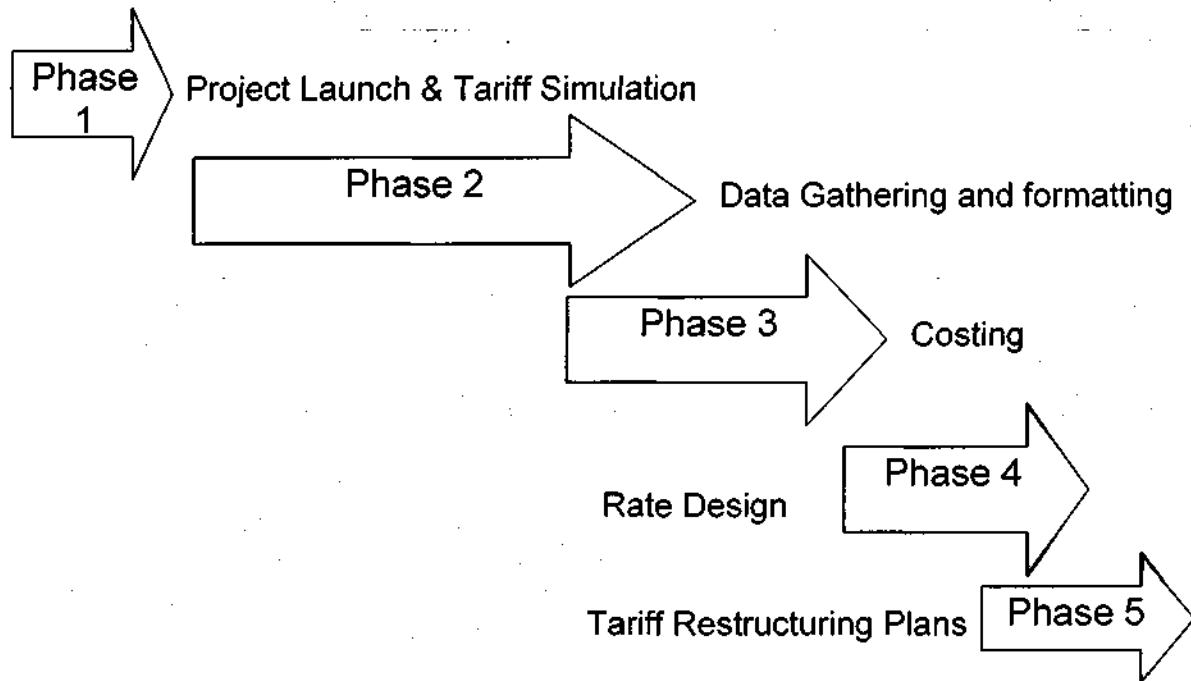 Phase
1
Project Launch & Tariff Simulation
Phase 2
Data Gathering and formatting
Phase 3
Costing
Phase 4
Rate Design
Tariff Restructuring Plans
Phase 5